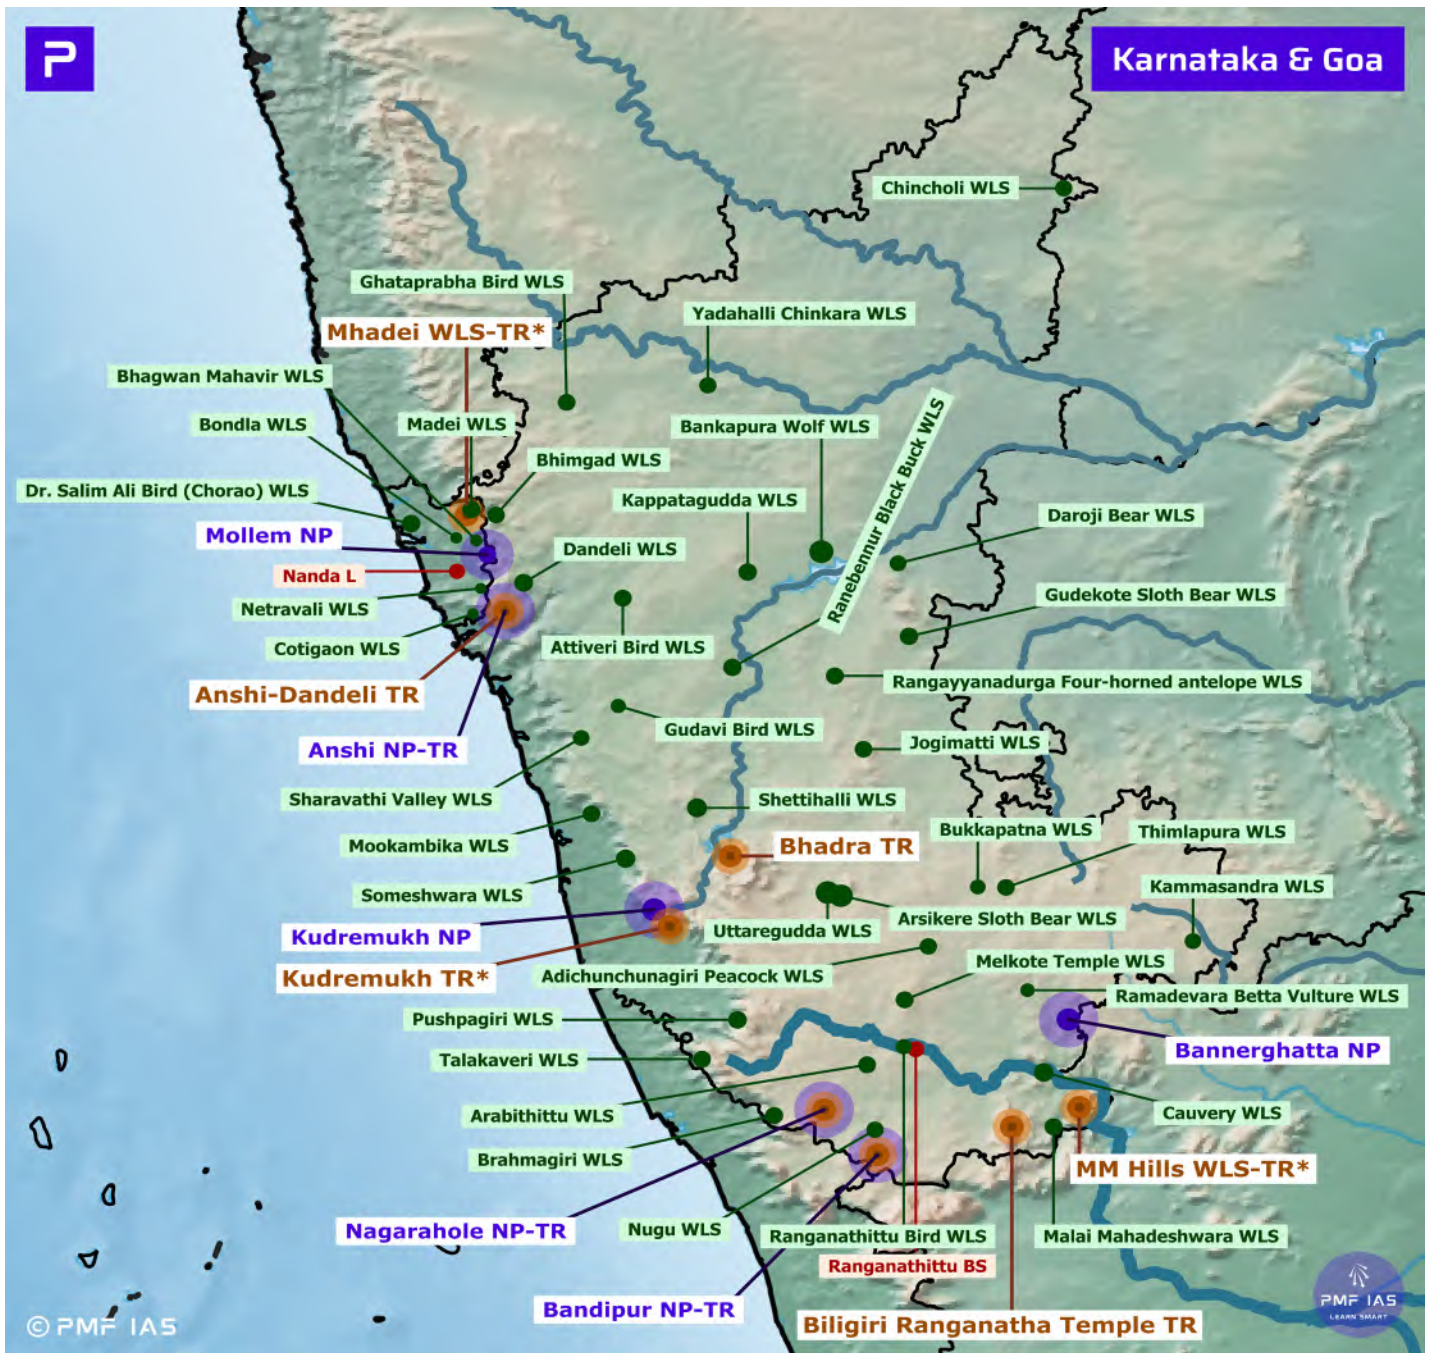 P
Karnataka & Goa
Chincholi WLS
Ghataprabha Bird WLS
Yadahalli Chinkara WLS
Mhadei WLS-TR*
Bhagwan Mahavir WLS
Bondla WLS
Madei WLS
Bankapura Wolf WLS
Ranebennur Black Buck WLS
Bhimgad WLS
Dr. Salim Ali Bird (Chorao) WLS
Kappatagudda WLS
Daroji Bear WLS
Mollem NP
Dandeli WLS
Nanda L
Gudekote Sloth Bear WLS
Netravali WLS
Cotigaon WLS
Attiveri Bird WLS
Rangayyanadurga Four-horned antelope WLS
Anshi-Dandeli TR
Gudavi Bird WLS
Jogimatti WLS
Anshi NP-TR
Sharavathi Valley WLS
Shettihalli WLS
Bukkapatna WLS
Thimlapura WLS
Mookambika WLS
Bhadra TR
Kammasandra WLS
Someshwara WLS
Arsikere Sloth Bear WLS
Uttaregudda WLS
Kudremukh NP
Melkote Temple WLS
Kudremukh TR*
Adichunchunagiri Peacock WLS
Ramadevara Betta Vulture WLS
Pushpagiri WLS
Bannerghatta NP
Talakaveri WLS
Arabithittu WLS
Cauvery WLS
Brahmagiri WLS
MM Hills WLS-TR*
Nagarahole NP-TR
Nugu WLS
Ranganathittu Bird WLS
Malai Mahadeshwara WLS
Ranganathittu BS
Bandipur NP-TR
Biligiri Ranganatha Temple TR
© PMF IAS
PMF IAS
LEARN SMART